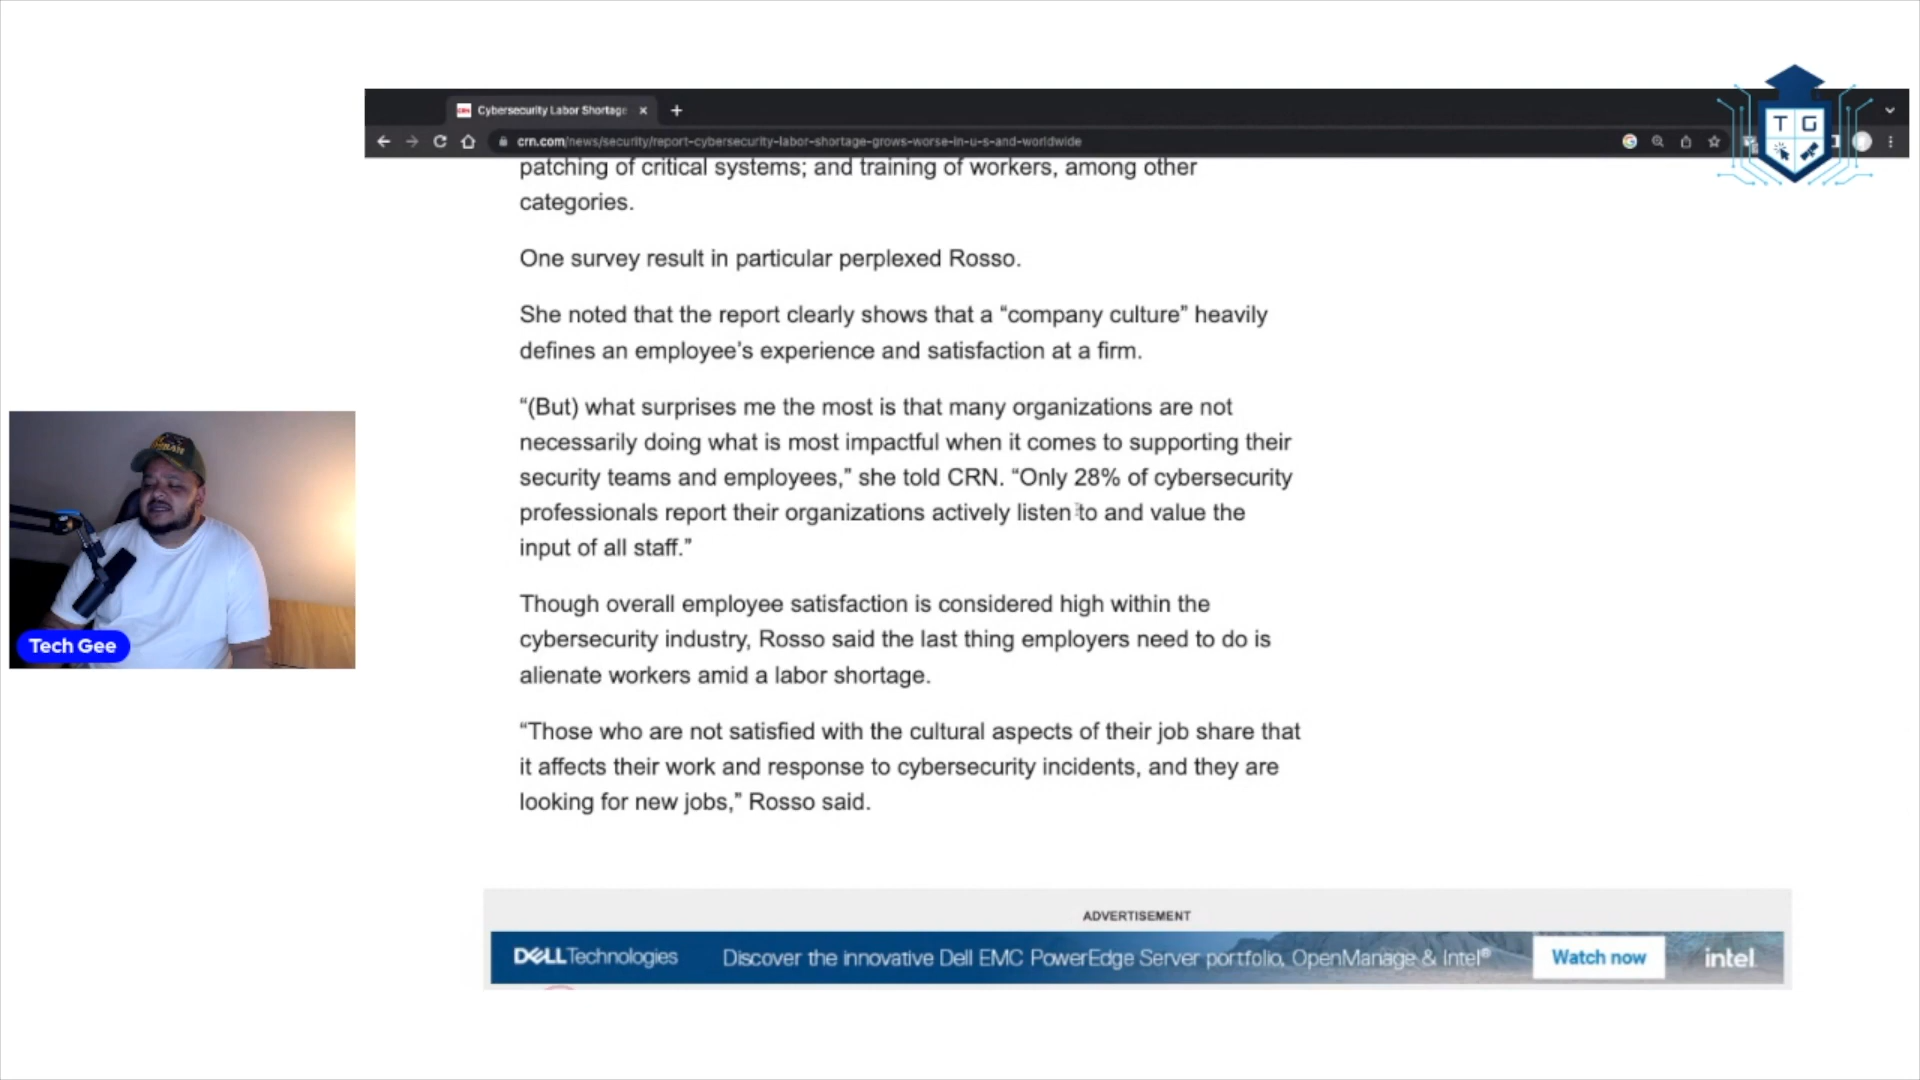 Cybersecurity Labor Shortage
crn.com/news/security/report-cybersecurity-labor-shortage-grows-worse-in-u-s-and-worldwide
T G
patching of critical systems; and training of workers, among other
categories.
One survey result in particular perplexed Rosso.
She noted that the report clearly shows that a “company culture” heavily
defines an employee’s experience and satisfaction at a firm.
“(But) what surprises me the most is that many organizations are not
necessarily doing what is most impactful when it comes to supporting their
security teams and employees,” she told CRN. “Only 28% of cybersecurity
professionals report their organizations actively listen to and value the
input of all staff.”
Though overall employee satisfaction is considered high within the
cybersecurity industry, Rosso said the last thing employers need to do is
alienate workers amid a labor shortage.
“Those who are not satisfied with the cultural aspects of their job share that
it affects their work and response to cybersecurity incidents, and they are
looking for new jobs,” Rosso said.
Tech Gee
ADVERTISEMENT
DELLTechnologies
Discover the innovative Dell EMC PowerEdge Server portfolio, OpenManage & Intel®
Watch now
intel